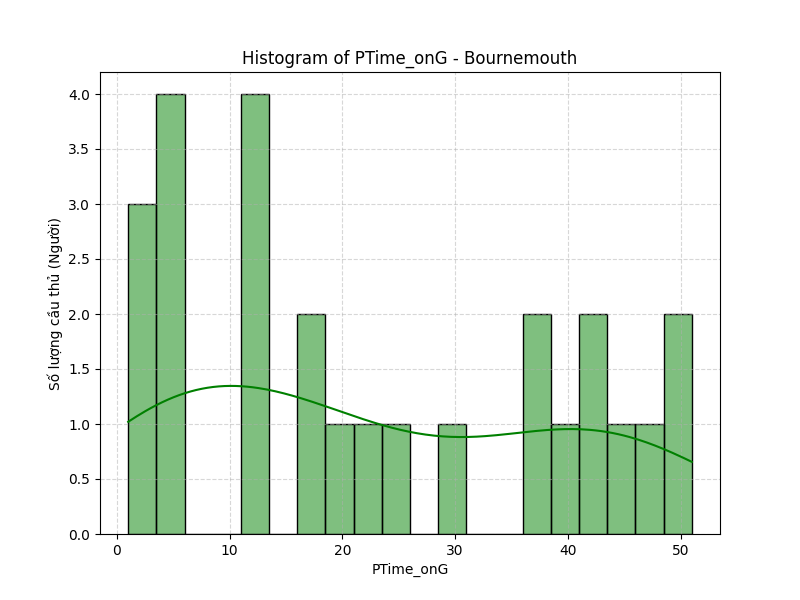 Histogram of PTime_onG - Bournemouth
Số lượng cầu thủ (Người)
4.0
3.5
3.0
2.5
2.0
1.5
1.0
0.5
0.0
0 10 20 30 40 50
PTime_onG